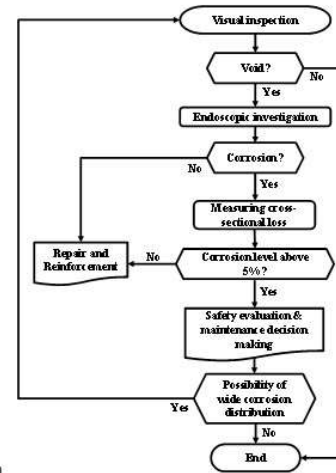 Visual inspection
Void?
No
Yes
Endoscopic investigation
Corrosion?
No
Yes
Measuring cross-
sectional loss
Repair and
Reinforcement
No
Corrosion level above
5%?
Yes
Safety evaluation &
maintenance decision
making
Possibility of
wide corrosion
distribution
Yes
No
End